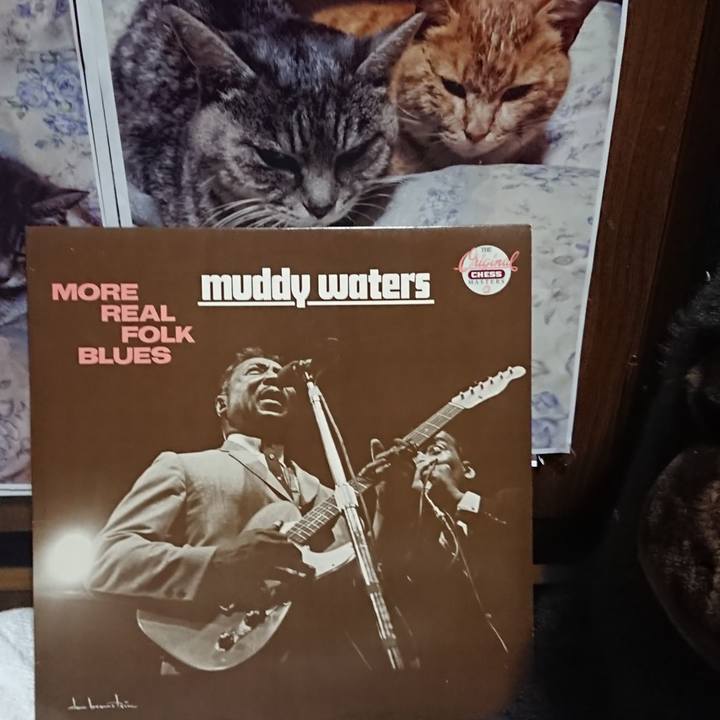 MORE
REAL
FOLK
BLUES
muddy waters
THE
Original
CHESS
MASTERS